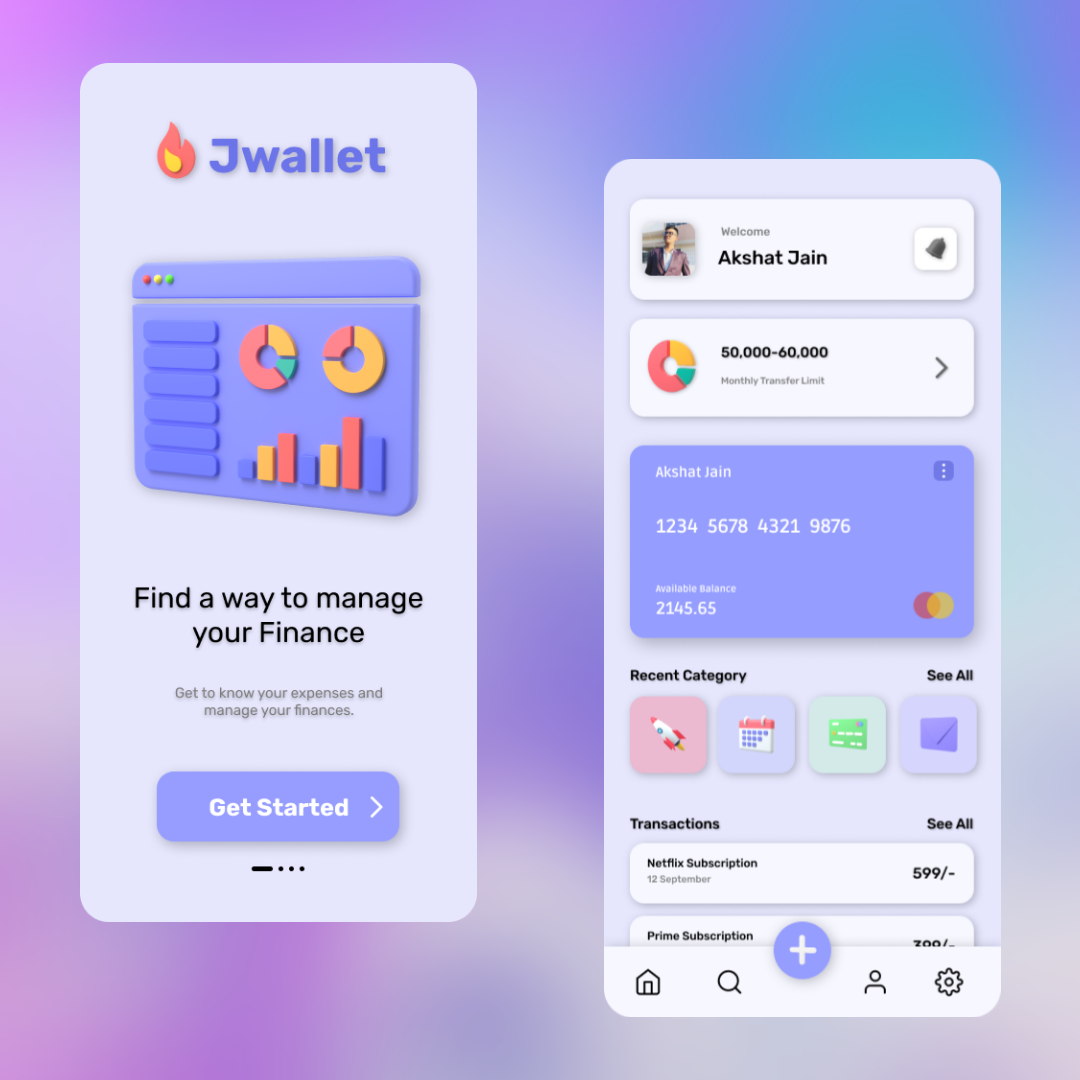 Jwallet
Find a way to manage
your Finance
Get to know your expenses and
manage your finances.
Get Started
Welcome
Akshat Jain
50,000-60,000
Monthly Transfer Limit
Akshat Jain
1234 5678 4321 9876
Available Balance
2145.65
Recent Category See All
Transactions See All
Netflix Subscription
12 September
599/-
Prime Subscription
399/-